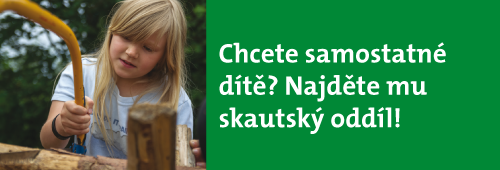 Chcete samostatné
dítě? Najděte mu
skautský oddíl!